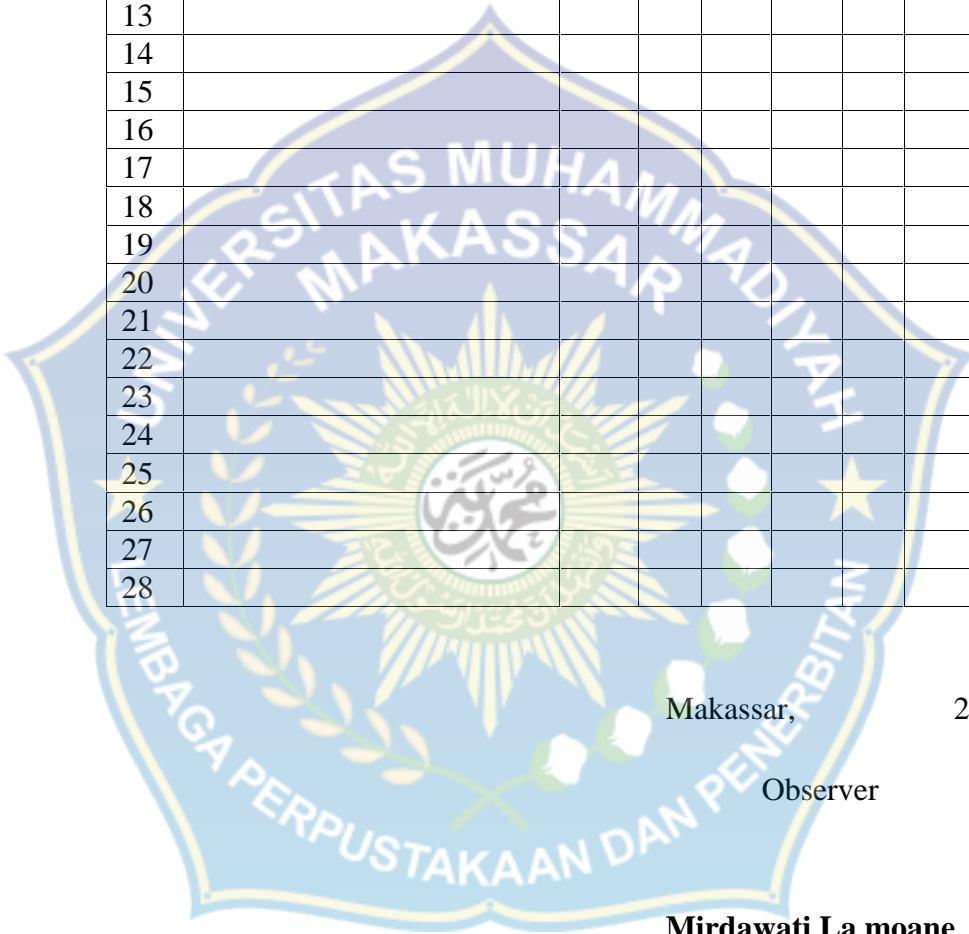 13
14
15
16
17
18
19
20
21
22
23
24
25
26
27
28
UNIVERSITAS MUHAMMADIYAH
MAKASSAR
LEMBAGA PERPUSTAKAAN DAN PENERBITAN
Makassar, 2
Observer
Mirdawati La moane